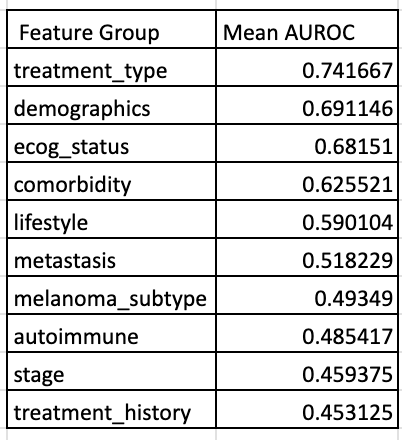 Feature Group Mean AUROC
treatment_type 0.741667
demographics 0.691146
ecog_status 0.68151
comorbidity 0.625521
lifestyle 0.590104
metastasis 0.518229
melanoma_subtype 0.49349
autoimmune 0.485417
stage 0.459375
treatment_history 0.453125